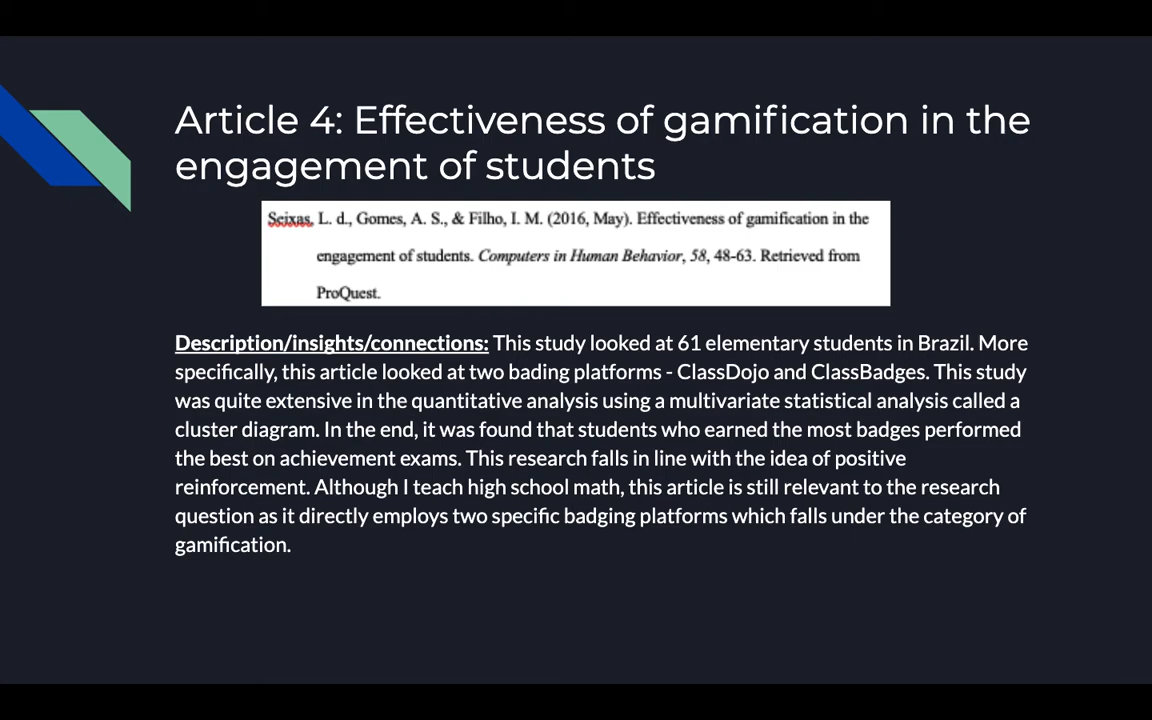 Article 4: Effectiveness of gamification in the
engagement of students
Seixas, L. d., Gomes, A. S., & Filho, I. M. (2016, May). Effectiveness of gamification in the
engagement of students. Computers in Human Behavior, 58, 48-63. Retrieved from
ProQuest.
Description/insights/connections: This study looked at 61 elementary students in Brazil. More
specifically, this article looked at two bading platforms - ClassDojo and ClassBadges. This study
was quite extensive in the quantitative analysis using a multivariate statistical analysis called a
cluster diagram. In the end, it was found that students who earned the most badges performed
the best on achievement exams. This research falls in line with the idea of positive
reinforcement. Although I teach high school math, this article is still relevant to the research
question as it directly employs two specific badging platforms which falls under the category of
gamification.